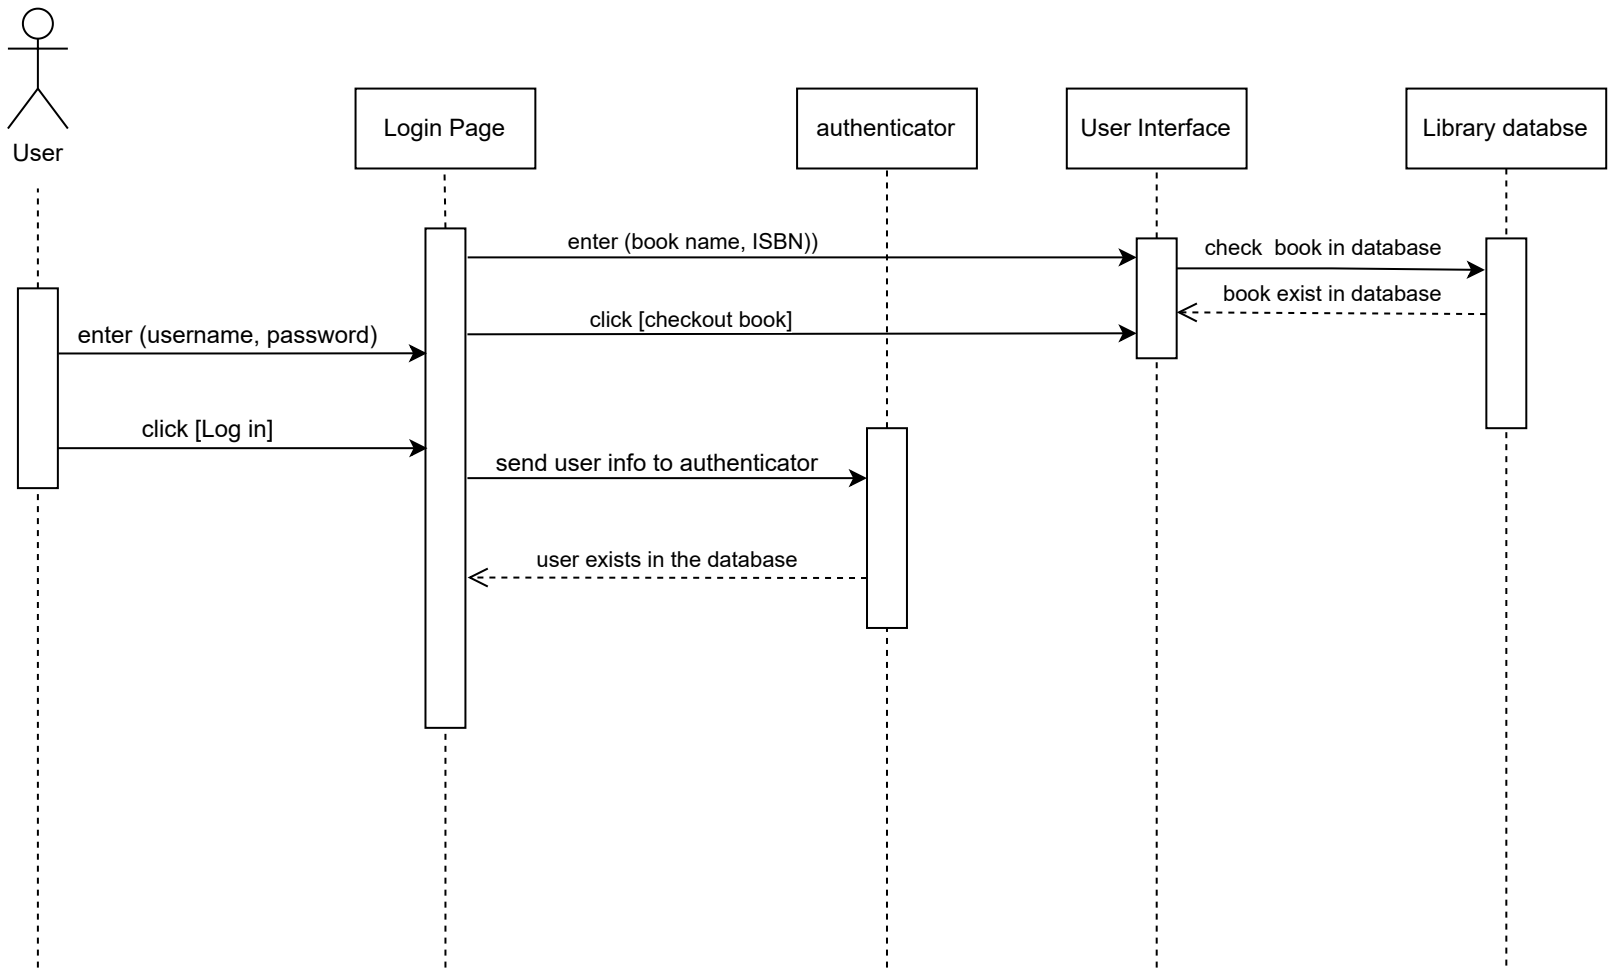 User
Login Page
authenticator
User Interface
Library databse
enter (book name, ISBN))
check  book in database
book exist in database
click [checkout book]
enter (username, password)
click [Log in]
send user info to authenticator
user exists in the database